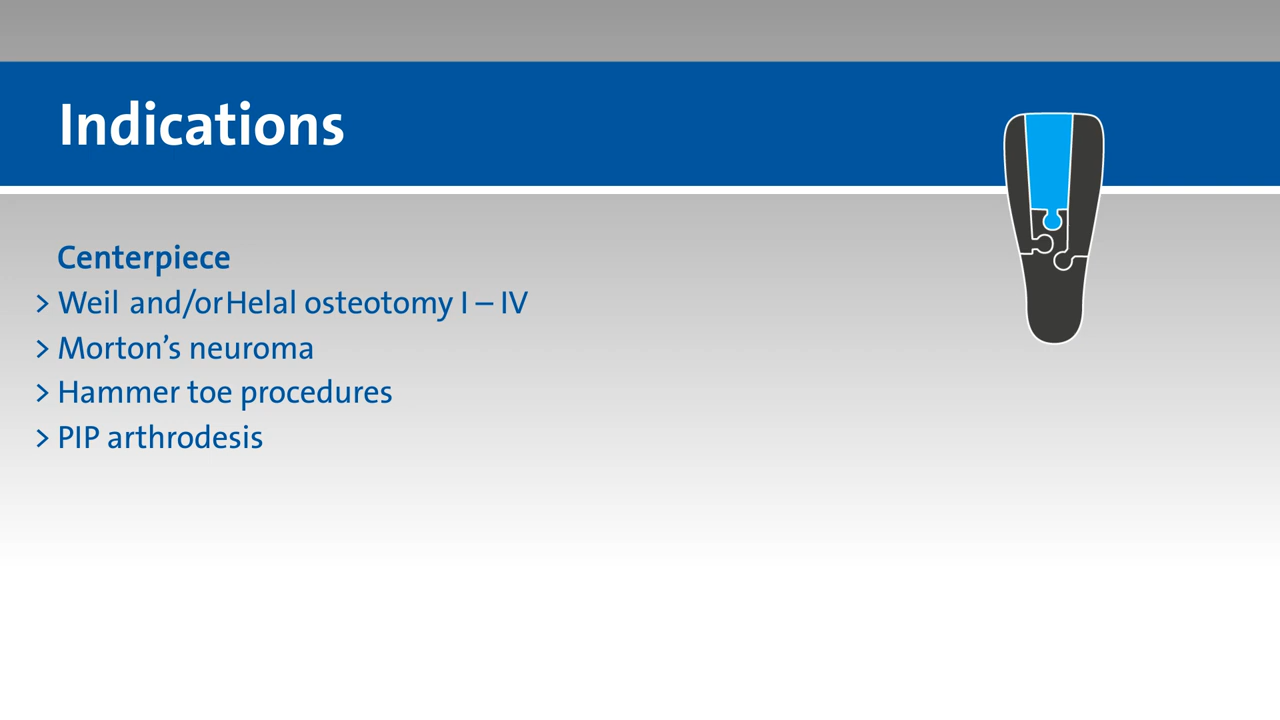 Indications
Centerpiece
> Weil and/orHelal osteotomy I – IV
> Morton’s neuroma
> Hammer toe procedures
> PIP arthrodesis